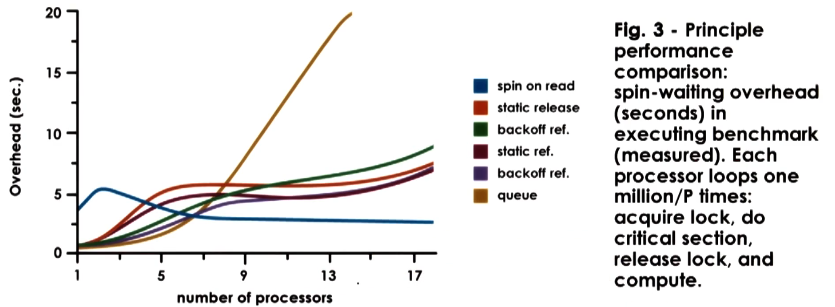 20
15
10
5
0
Overhead (sec.)
1
5
9
13
17
number of processors
spin on read
static release
backoff ref.
static ref.
backoff ref.
queue
Fig. 3 - Principle
performance
comparison:
spin-waiting overhead
(seconds) in
executing benchmark
(measured). Each
processor loops one
million/P times:
acquire lock, do
critical section,
release lock, and
compute.